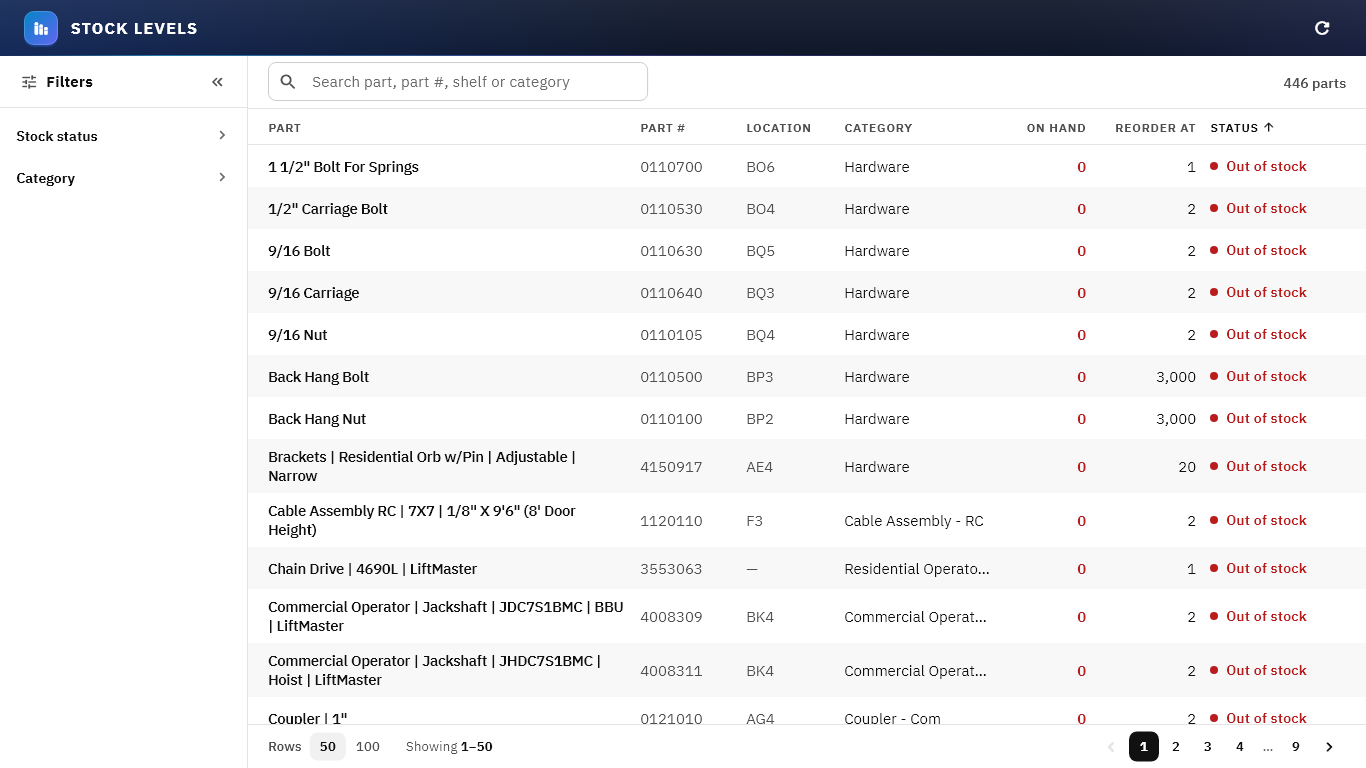 STOCK LEVELS
Filters
446 parts
Search part, part #, shelf or category
Stock status
Category
PART PART # LOCATION CATEGORY ON HAND REORDER AT STATUS
1 1/2" Bolt For Springs 0110700 BO6 Hardware 0 1 Out of stock
1/2" Carriage Bolt 0110530 BO4 Hardware 0 2 Out of stock
9/16 Bolt 0110630 BQ5 Hardware 0 2 Out of stock
9/16 Carriage 0110640 BQ3 Hardware 0 2 Out of stock
9/16 Nut 0110105 BQ4 Hardware 0 2 Out of stock
Back Hang Bolt 0110500 BP3 Hardware 0 3,000 Out of stock
Back Hang Nut 0110100 BP2 Hardware 0 3,000 Out of stock
Brackets | Residential Orb w/Pin | Adjustable |
Narrow 4150917 AE4 Hardware 0 20 Out of stock
Cable Assembly RC | 7X7 | 1/8" X 9'6" (8' Door
Height) 1120110 F3 Cable Assembly - RC 0 2 Out of stock
Chain Drive | 4690L | LiftMaster 3553063 — Residential Operato... 0 1 Out of stock
Commercial Operator | Jackshaft | JDC7S1BMC | BBU
| LiftMaster 4008309 BK4 Commercial Operat... 0 2 Out of stock
Commercial Operator | Jackshaft | JHDC7S1BMC |
Hoist | LiftMaster 4008311 BK4 Commercial Operat... 0 2 Out of stock
Coupler | 1" 0121010 AG4 Coupler - Com 0 2 Out of stock
Rows 50 100 Showing 1–50 1 2 3 4 ... 9